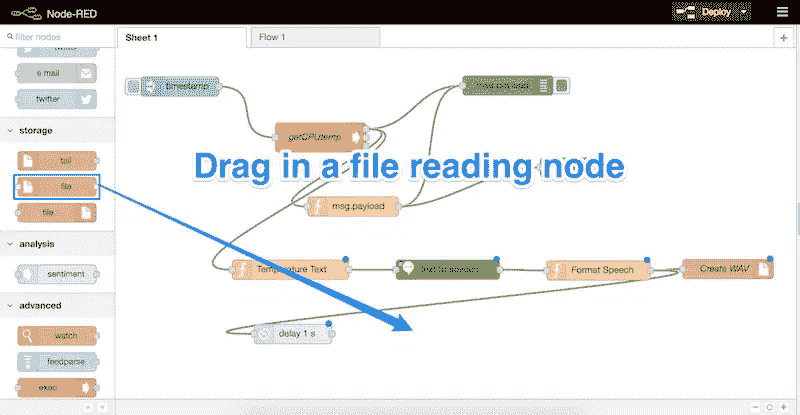 Node-RED
Deploy
filter nodes
Sheet 1
Flow 1
twitter
e mail
twitter
storage
tail
file
file
analysis
sentiment
advanced
watch
feedparse
exec
timestamp
getCPUtemp
Drag in a file reading node
msg.payload
Temperature Text
text to speech
Format Speech
Create WAV
delay 1 s